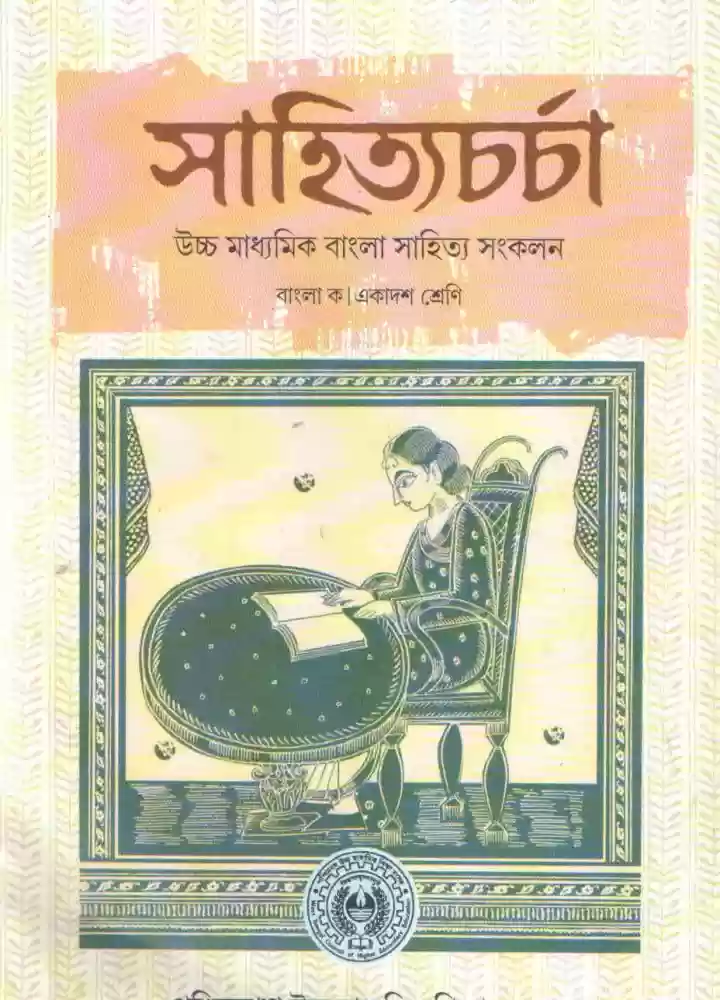 সাহিত্যচর্চা
উচ্চ মাধ্যমিক বাংলা সাহিত্য সংকলন
বাংলা ক | একাদশ শ্রেণি